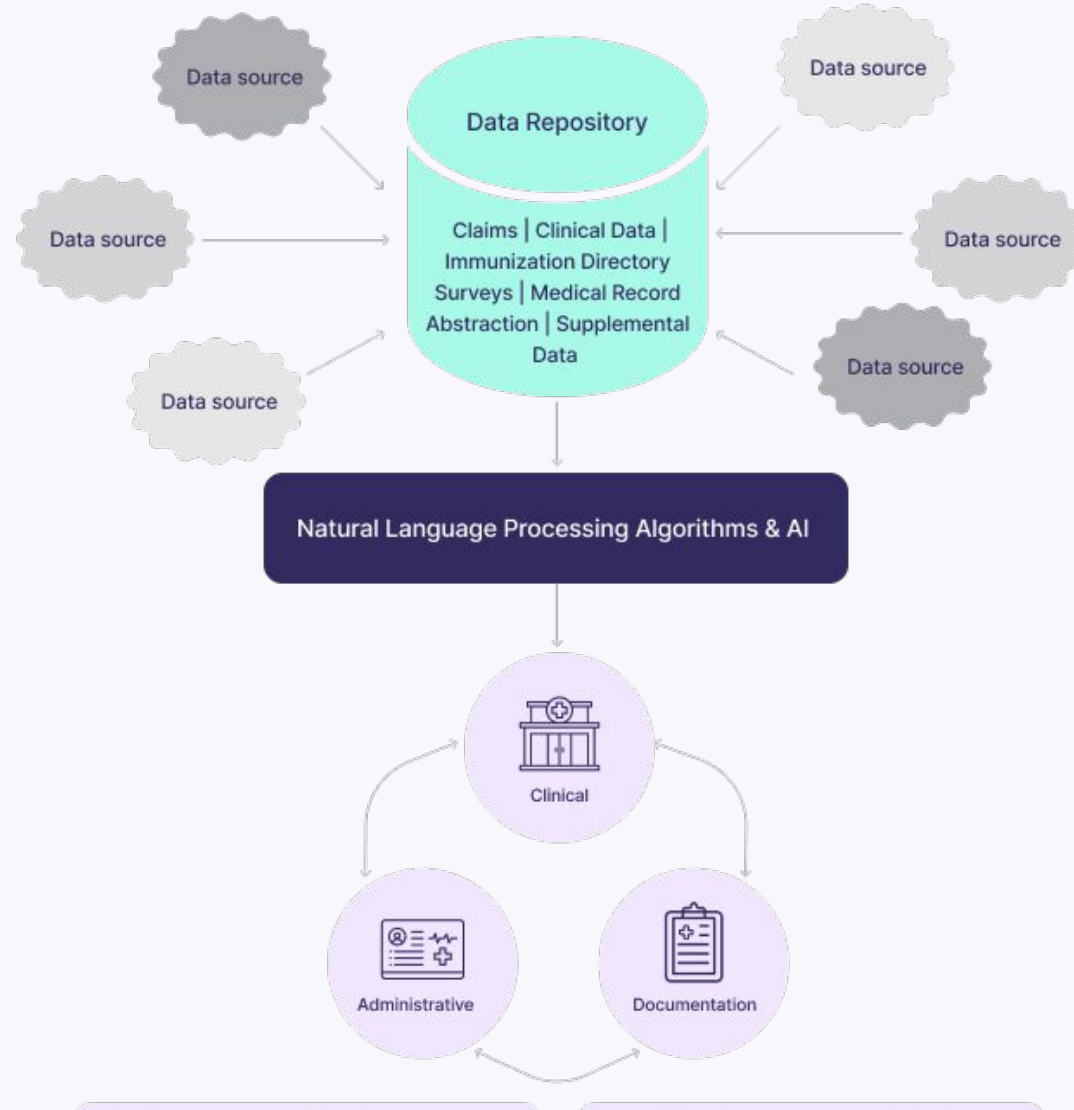 Data source
Data Repository
Data source
Data source
Claims | Clinical Data |
Immunization Directory
Surveys | Medical Record
Abstraction | Supplemental
Data
Data source
Data source
Data source
Natural Language Processing Algorithms & AI
Clinical
Administrative
Documentation